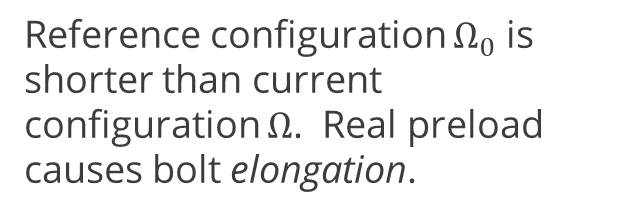 Reference configuration Ω₀ is
shorter than current
configuration Ω.  Real preload
causes bolt elongation.